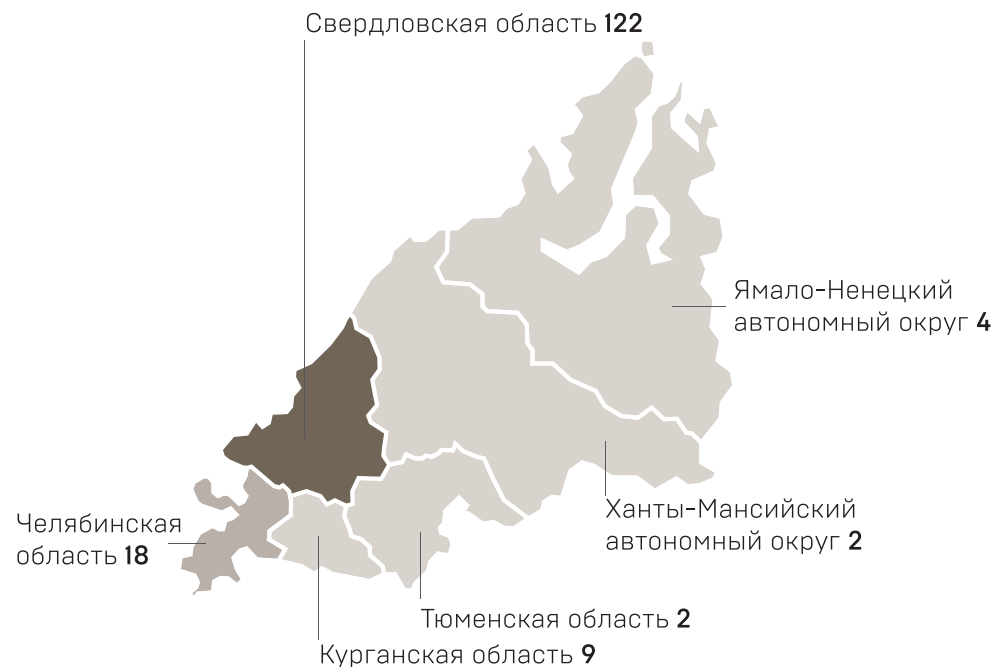 Свердловская область 122
Ямало-Ненецкий
автономный округ 4
Ханты-Мансийский
автономный округ 2
Челябинская
область 18
Тюменская область 2
Курганская область 9